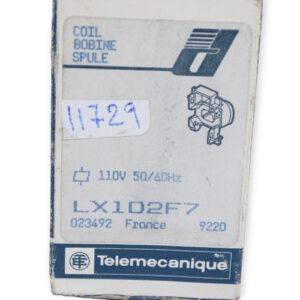 COIL
BOBINE
SPULE
11729
110V 50/60Hz
LX1D2F7
023492 France 9220
Telemecanique